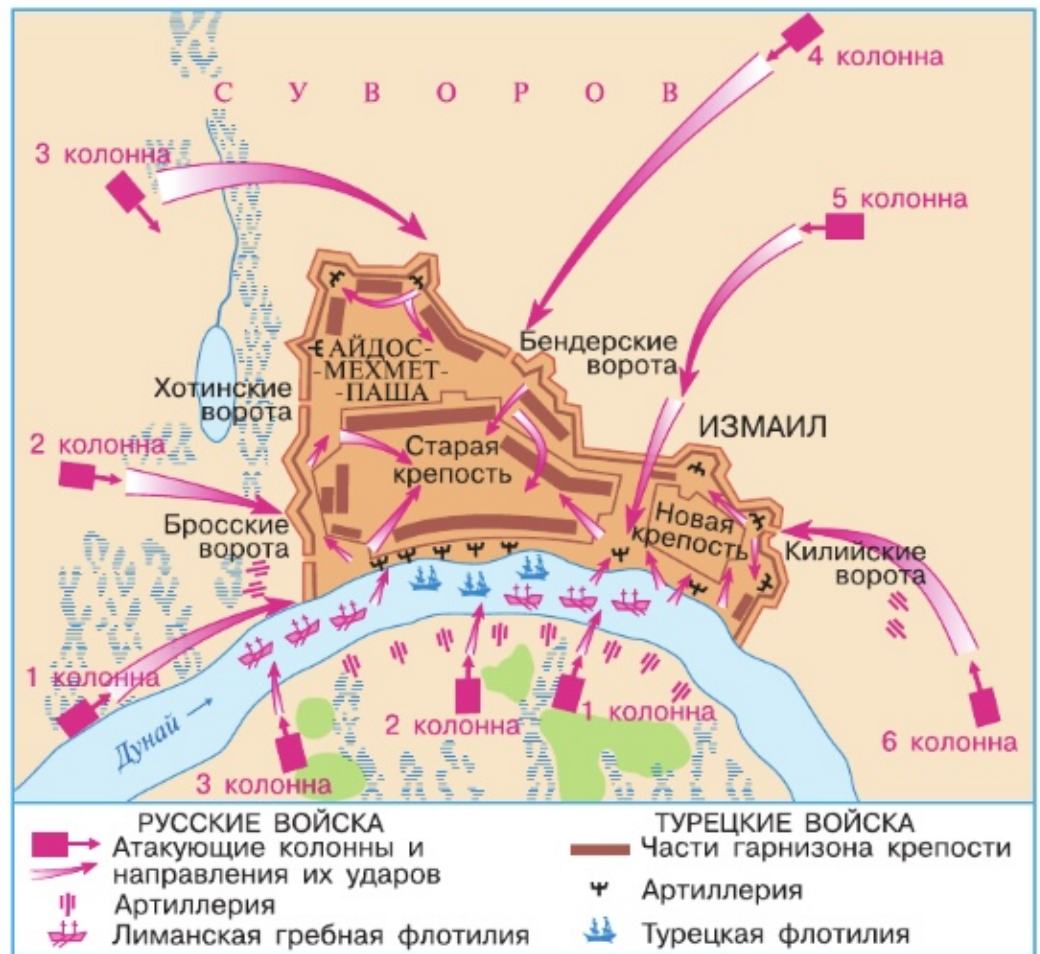 4 колонна
С У В О Р О В
3 колонна
5 колонна
Бендерские
ворота
АЙДОС-
-МЕХМЕТ-
-ПАША
Хотинские
ворота
ИЗМАИЛ
2 колонна
Старая
крепость
Бросские
ворота
Новая
крепость
Килийские
ворота
1 колонна
Дунай
2 колонна
1 колонна
6 колонна
3 колонна
РУССКИЕ ВОЙСКА
Атакующие колонны и
направления их ударов
Артиллерия
Лиманская гребная флотилия
ТУРЕЦКИЕ ВОЙСКА
Части гарнизона крепости
Артиллерия
Турецкая флотилия